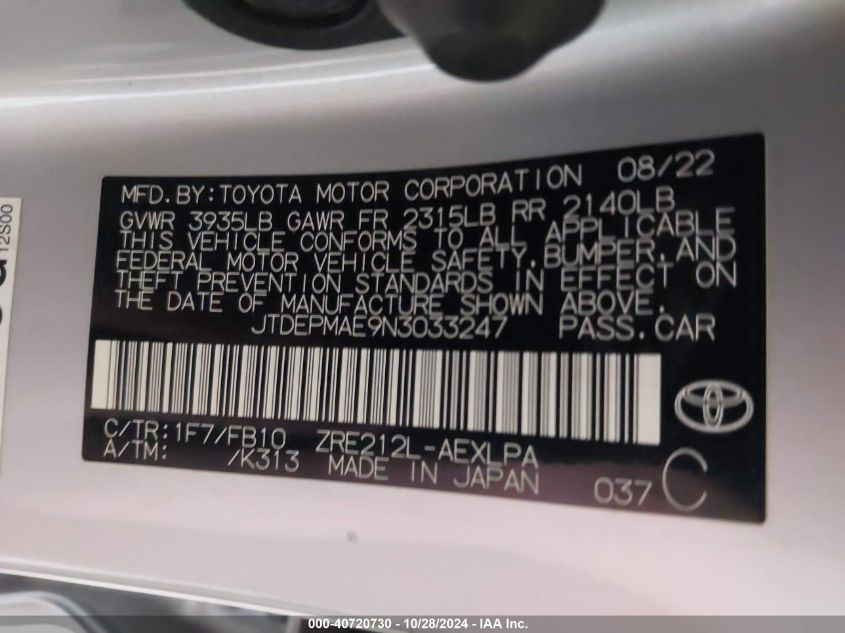 MFD.BY:TOYOTA MOTOR CORPORATION 08/22
GVWR 3935LB GAWR FR 2315LB RR 2140LB
THIS VEHICLE CONFORMS TO ALL APPLICABLE
FEDERAL MOTOR VEHICLE SAFETY,BUMPER,AND
THEFT PREVENTION STANDARDS IN EFFECT ON
THE DATE OF MANUFACTURE SHOWN ABOVE.
JTDEPMAE9N3033247 PASS.CAR
C/TR:1F7/FB10 ZRE212L-AEXLPA
A/TM: /K313 MADE IN JAPAN 037 C
12S00
000-40720730 - 10/28/2024 - IAA Inc.